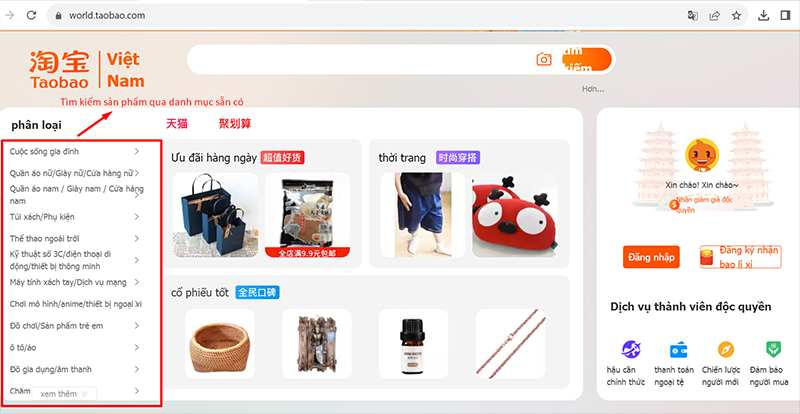 world.taobao.com
淘宝
Taobao
Việt
Nam
tìm
kiếm
Hơn...
Tìm kiếm sản phẩm qua danh mục sẵn có
phân loại
天猫
聚划算
Cuộc sống gia đình
Quần áo nữ/Giày nữ/Cửa hàng nữ
Quần áo nam / Giày nam / Cửa hàng
nam
Túi xách/Phụ kiện
Thể thao ngoài trời
Kỹ thuật số 3C/điện thoại di
động/thiết bị thông minh
Máy tính xách tay/Dịch vụ mạng
Chơi mô hình/anime/thiết bị ngoại vi
Đồ chơi/Sản phẩm trẻ em
ô tô/áo
Đồ gia dụng/âm thanh
Chăm
xem thêm
Ưu đãi hàng ngày
超值好货
全店满9.9元包邮
thời trang
时尚穿搭
cổ phiếu tốt
全民口碑
Xin chào! Xin chào~
$
Nhận giảm giá độc
quyền
Đăng nhập
Đăng ký nhận
bao lì xì
Dịch vụ thành viên độc quyền
hậu cần
chính thức
thanh toán
ngoại tệ
Chiến lược
người mới
Đảm bảo
người mua